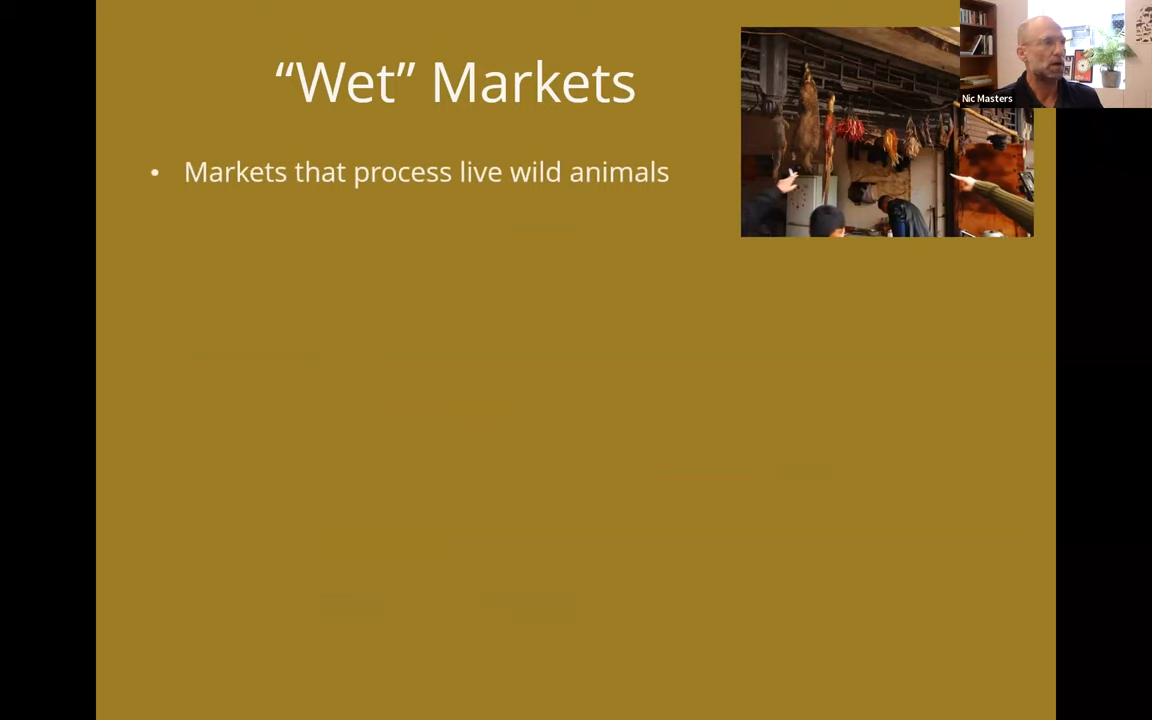 “Wet” Markets
• Markets that process live wild animals
Nic Masters